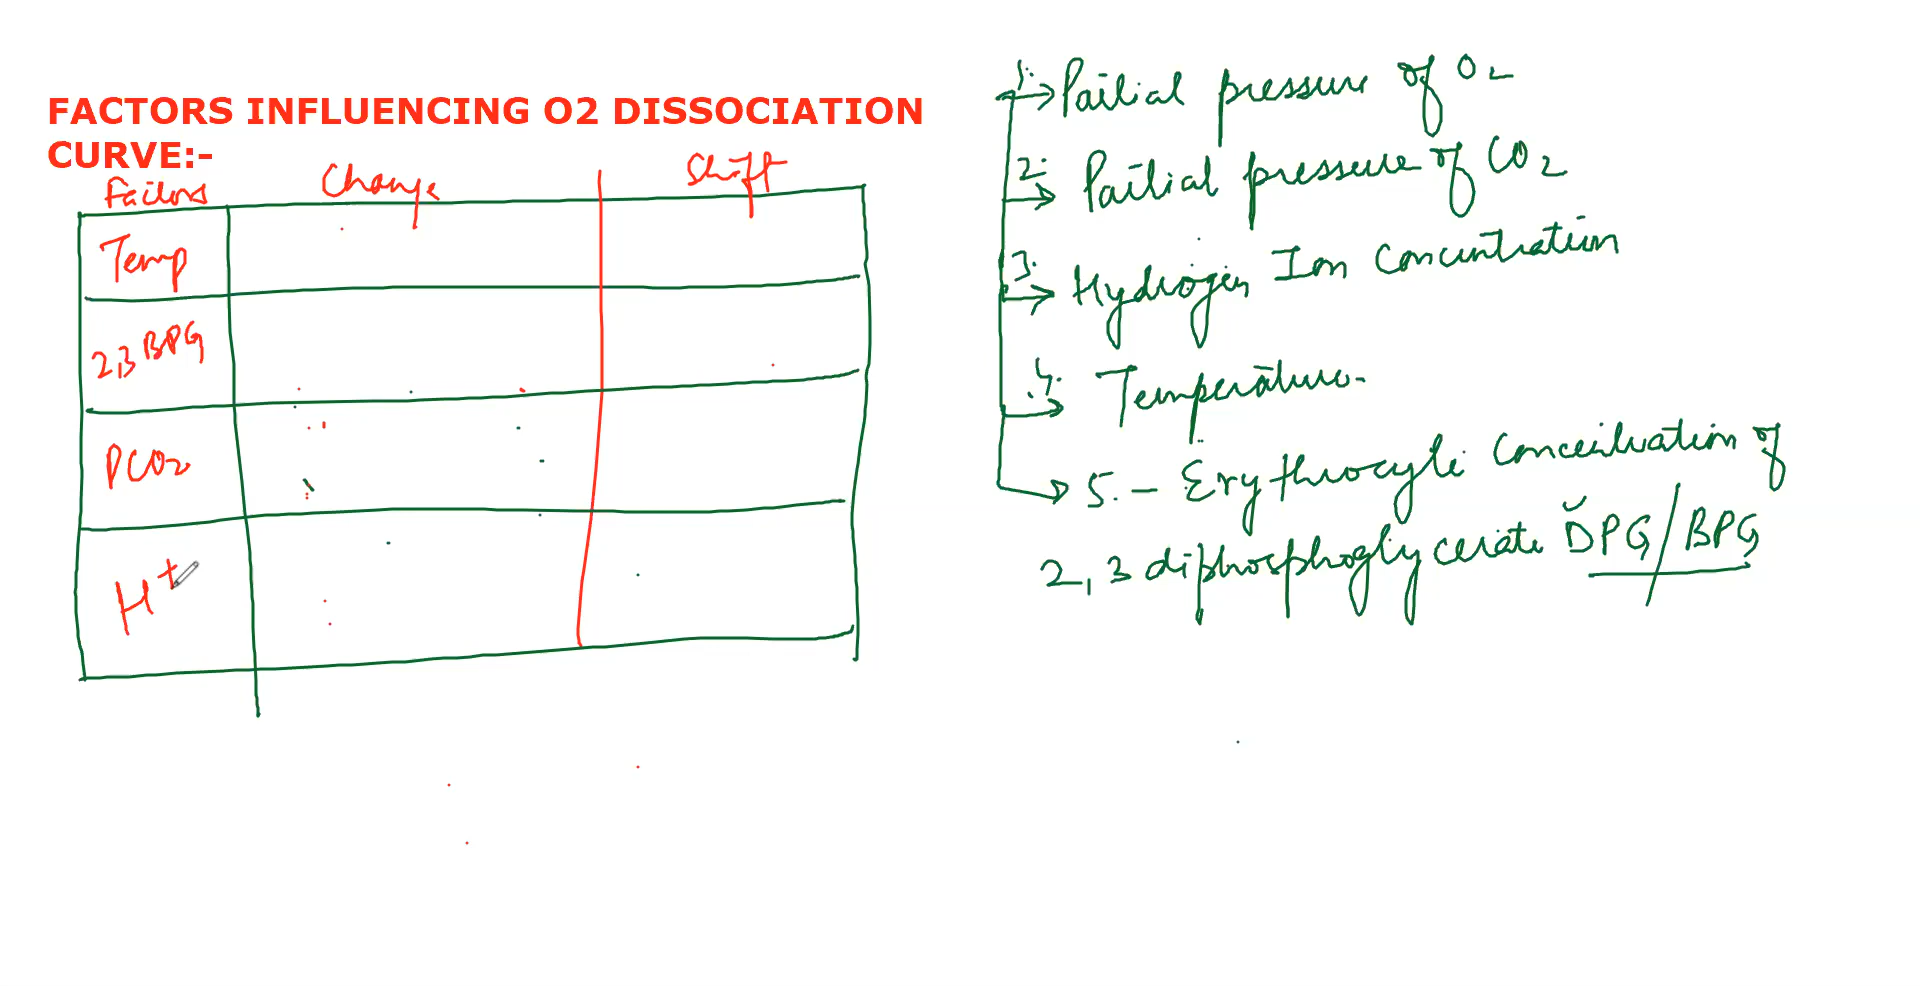 FACTORS INFLUENCING O2 DISSOCIATION
CURVE:-
Factors Change Shift
Temp
2,3 BPG
PCO2
H+
1. Partial pressure of O2
2. Partial pressure of CO2
3. Hydrogen Ion Concentration
4. Temperature
5. - Erythrocyte Concentration of
2,3 diphosphoglycerate DPG/BPG